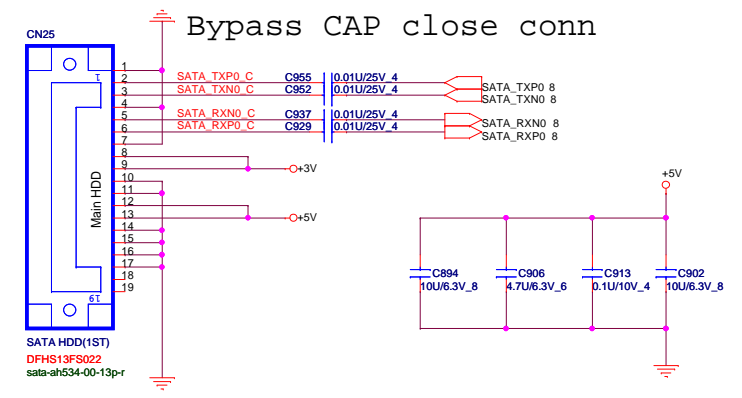 Bypass CAP close conn
CN25
1
1
2 SATA_TXP0_C C955 0.01U/25V_4 SATA_TXP0 8
3 SATA_TXN0_C C952 0.01U/25V_4 SATA_TXN0 8
4
5 SATA_RXN0_C C937 0.01U/25V_4 SATA_RXN0 8
6 SATA_RXP0_C C929 0.01U/25V_4 SATA_RXP0 8
7
8
9 +3V
10
11
12
13 +5V
14
15
16
17
18
19
19
Main HDD
SATA HDD(1ST)
DFHS13FS022
sata-ah534-00-13p-r
+5V
C894 C906 C913 C902
10U/6.3V_8 4.7U/6.3V_6 0.1U/10V_4 10U/6.3V_8